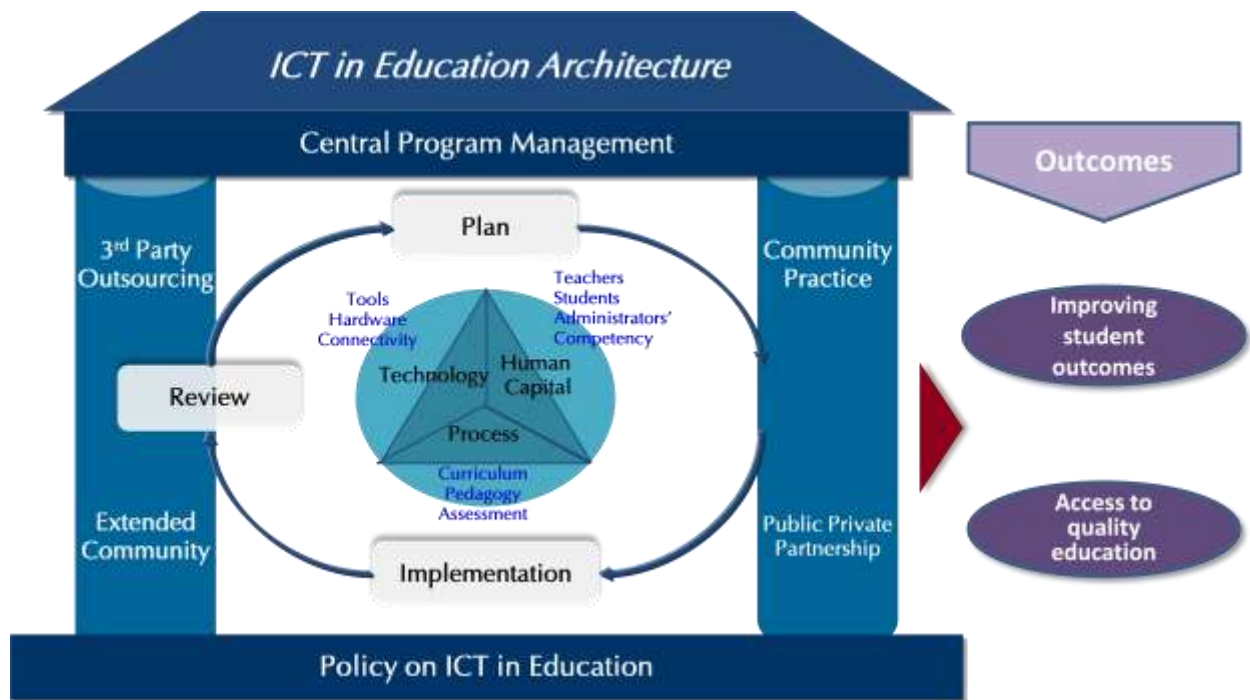 ICT in Education Architecture
Central Program Management
Outcomes
3rd Party
Outsourcing
Plan
Community
Practice
Tools
Hardware
Connectivity
Teachers
Students
Administrators'
Competency
Improving
student
outcomes
Technology
Human
Capital
Review
Process
Curriculum
Pedagogy
Assessment
Extended
Community
Public Private
Partnership
Access to
quality
education
Implementation
Policy on ICT in Education